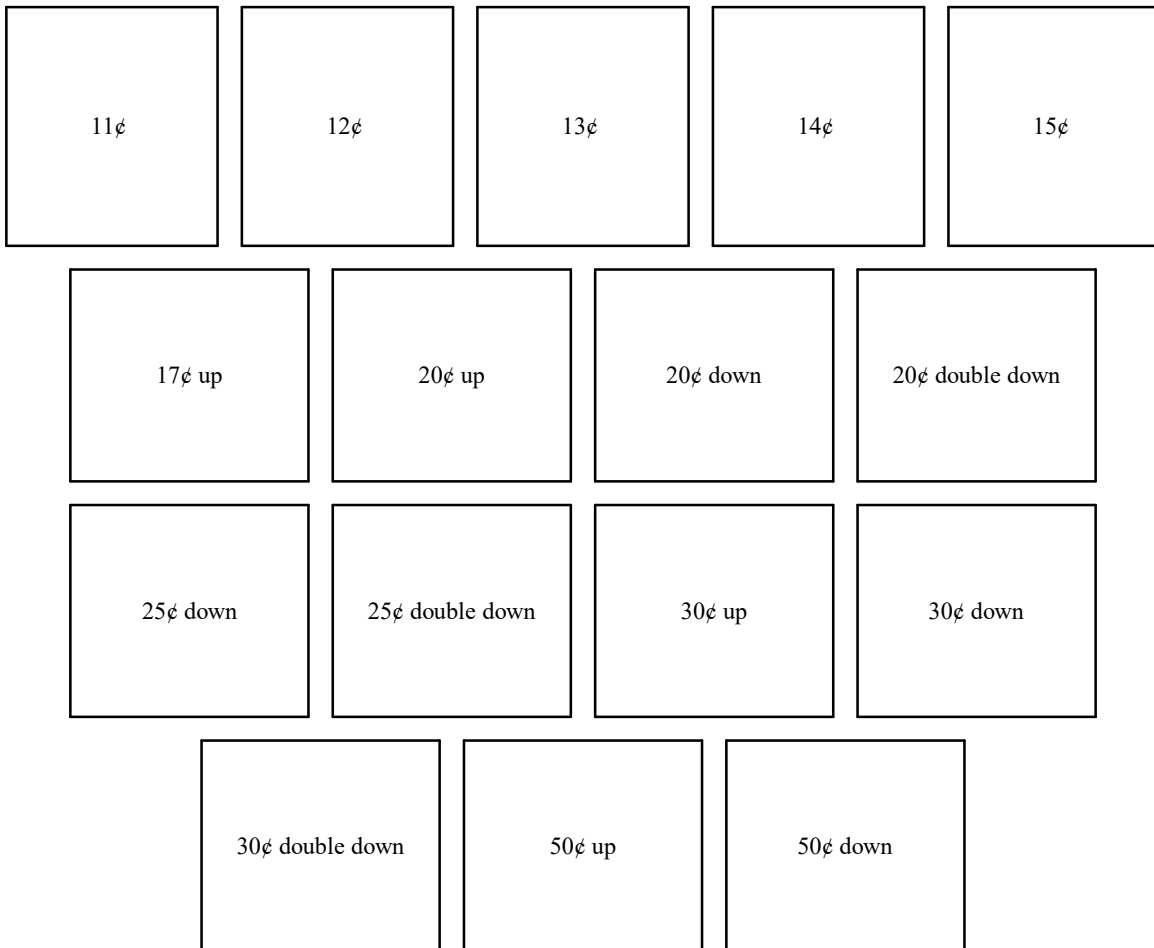 11¢
12¢
13¢
14¢
15¢
17¢ up
20¢ up
20¢ down
20¢ double down
25¢ down
25¢ double down
30¢ up
30¢ down
30¢ double down
50¢ up
50¢ down